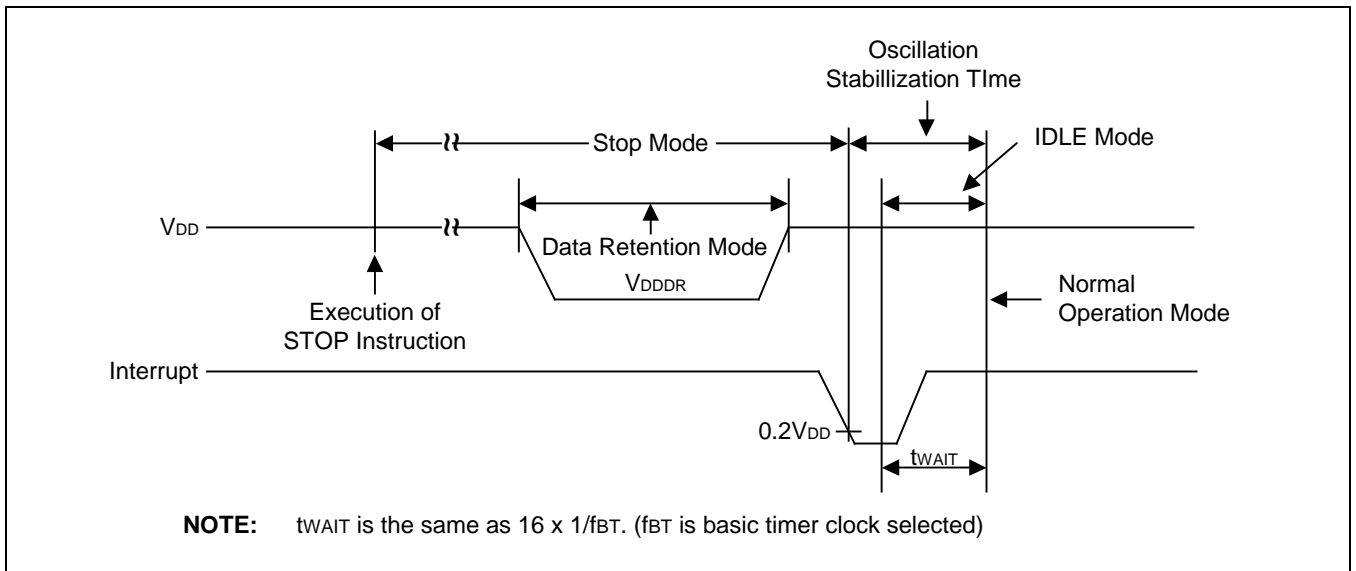 Oscillation
Stabillization TIme
Stop Mode
IDLE Mode
VDD
Data Retention Mode
VDDDR
Execution of
STOP Instruction
Normal
Operation Mode
Interrupt
0.2VDD
tWAIT
NOTE: tWAIT is the same as 16 x 1/fBT. (fBT is basic timer clock selected)